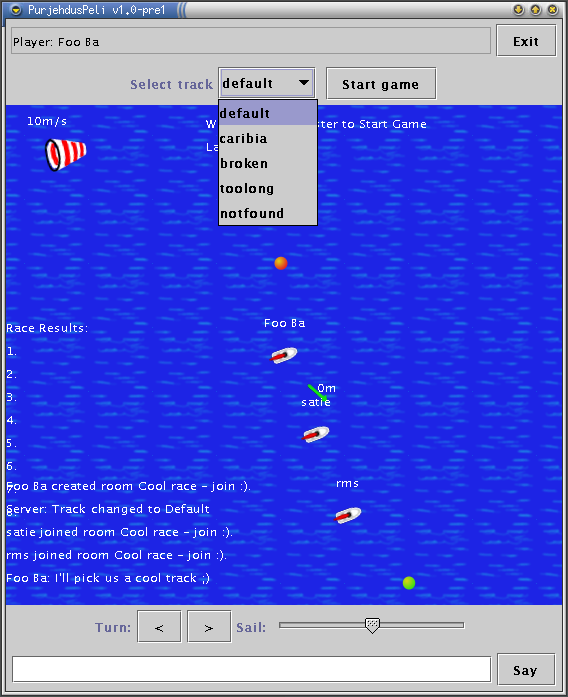 PurjehdusPeli v1.0-pre1
Player: Foo Ba
Exit
Select track default Start game
default
caribia
broken
toolong
notfound
10m/s
to Start Game
Race Results:
Foo Ba
1.
2.
0m
3.
satie
4.
5.
6.
rms
Foo Ba created room Cool race - join :).
Server: Track changed to Default
satie joined room Cool race - join :).
rms joined room Cool race - join :).
Foo Ba: I'll pick us a cool track ;)
Turn: < > Sail:
Say